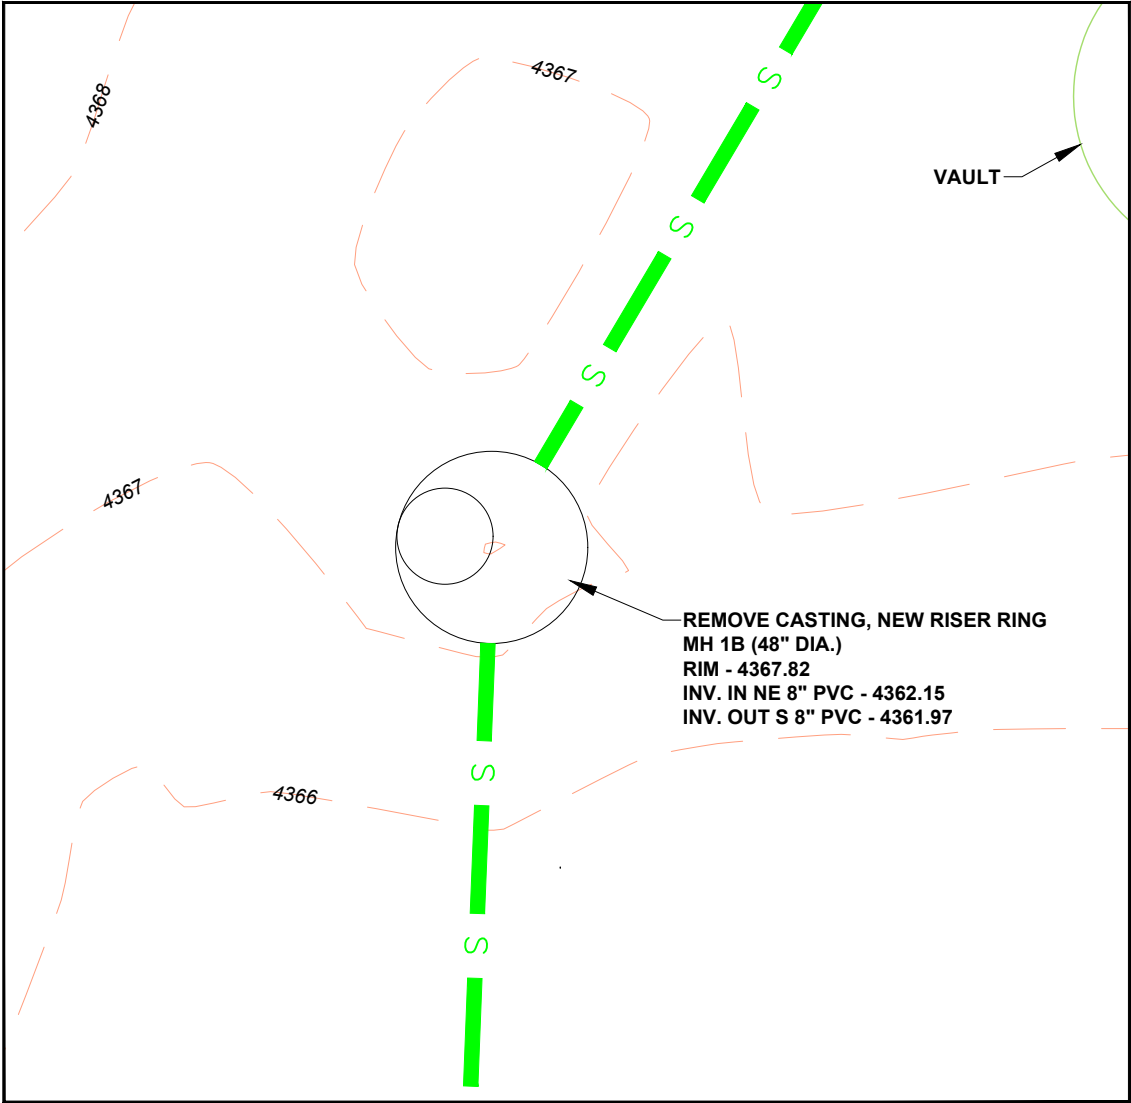 4367
S
4368
VAULT
S
S
4367
REMOVE CASTING, NEW RISER RING
MH 1B (48" DIA.)
RIM - 4367.82
INV. IN NE 8" PVC - 4362.15
INV. OUT S 8" PVC - 4361.97
S
4366
S